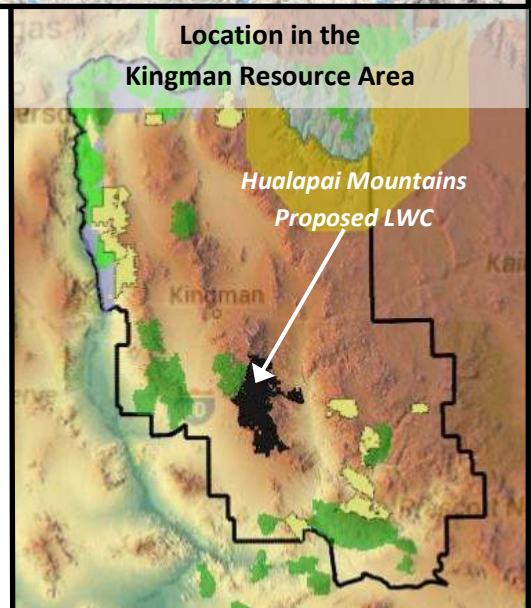 Location in the
Kingman Resource Area
Hualapai Mountains
Proposed LWC
Kingman